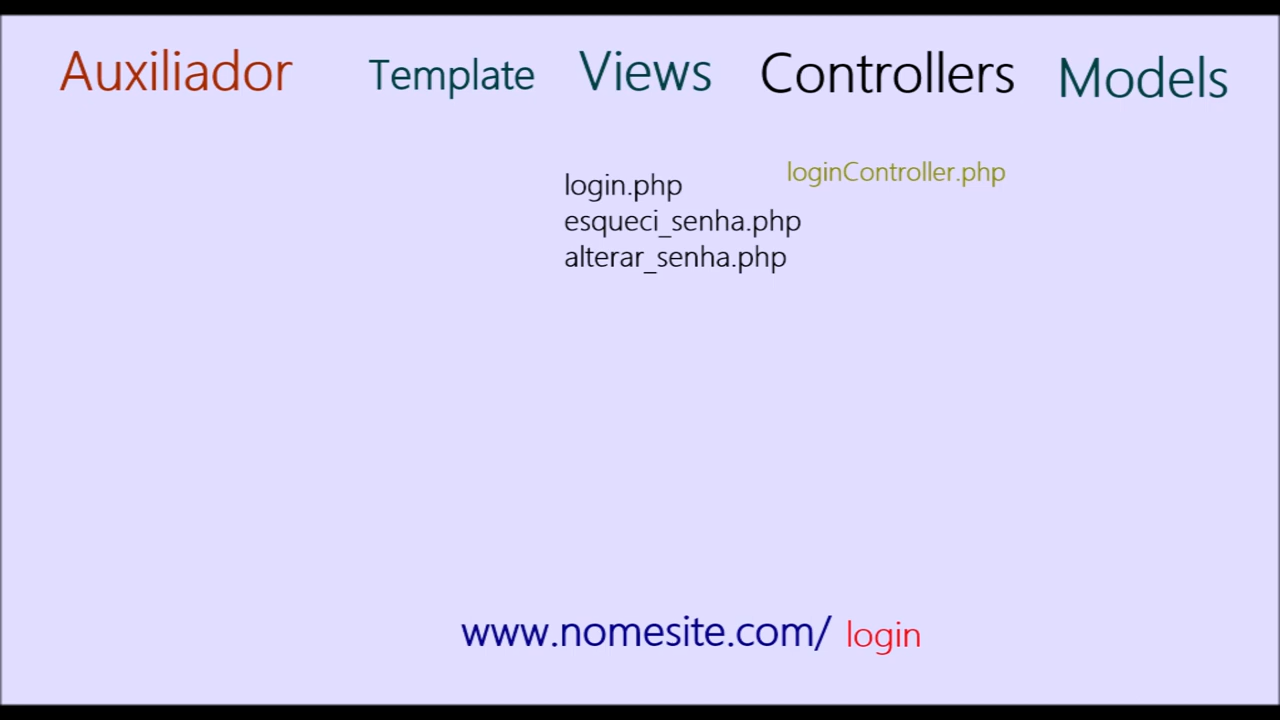 Auxiliador Template Views Controllers Models
loginController.php
login.php
esqueci_senha.php
alterar_senha.php
www.nomesite.com/ login